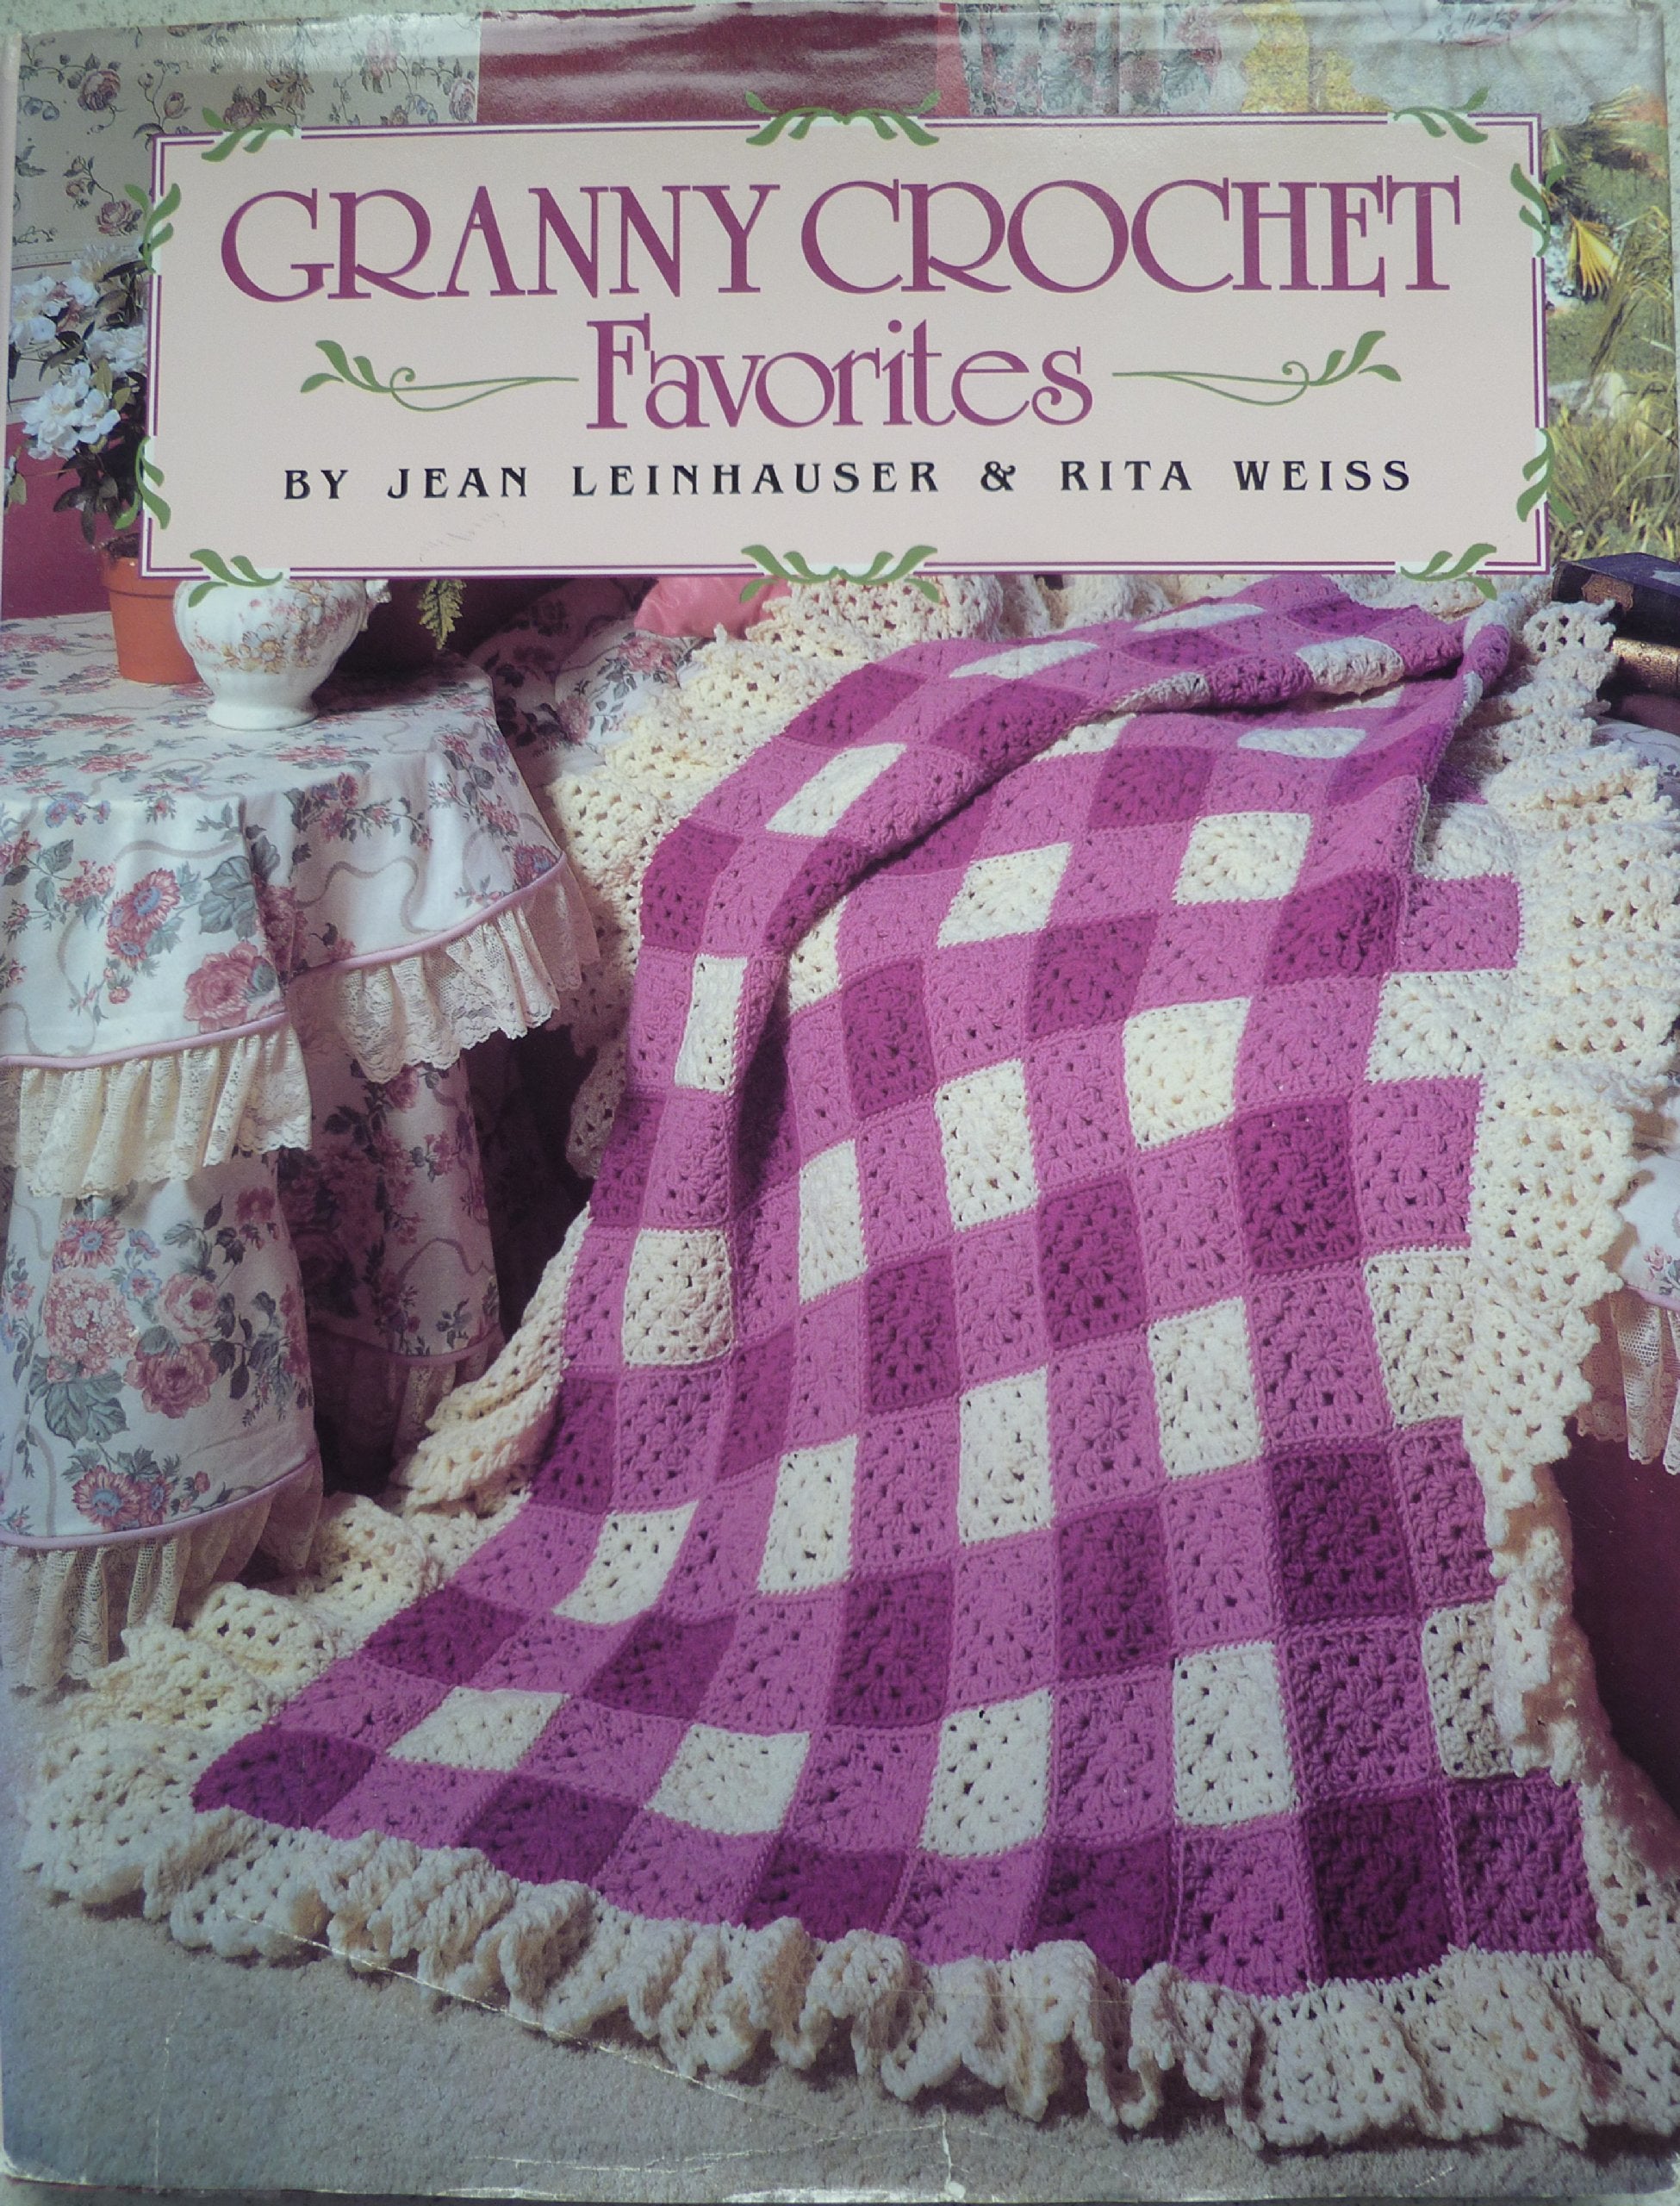 GRANNY CROCHET
Favorites
BY JEAN LEINHAUSER & RITA WEISS